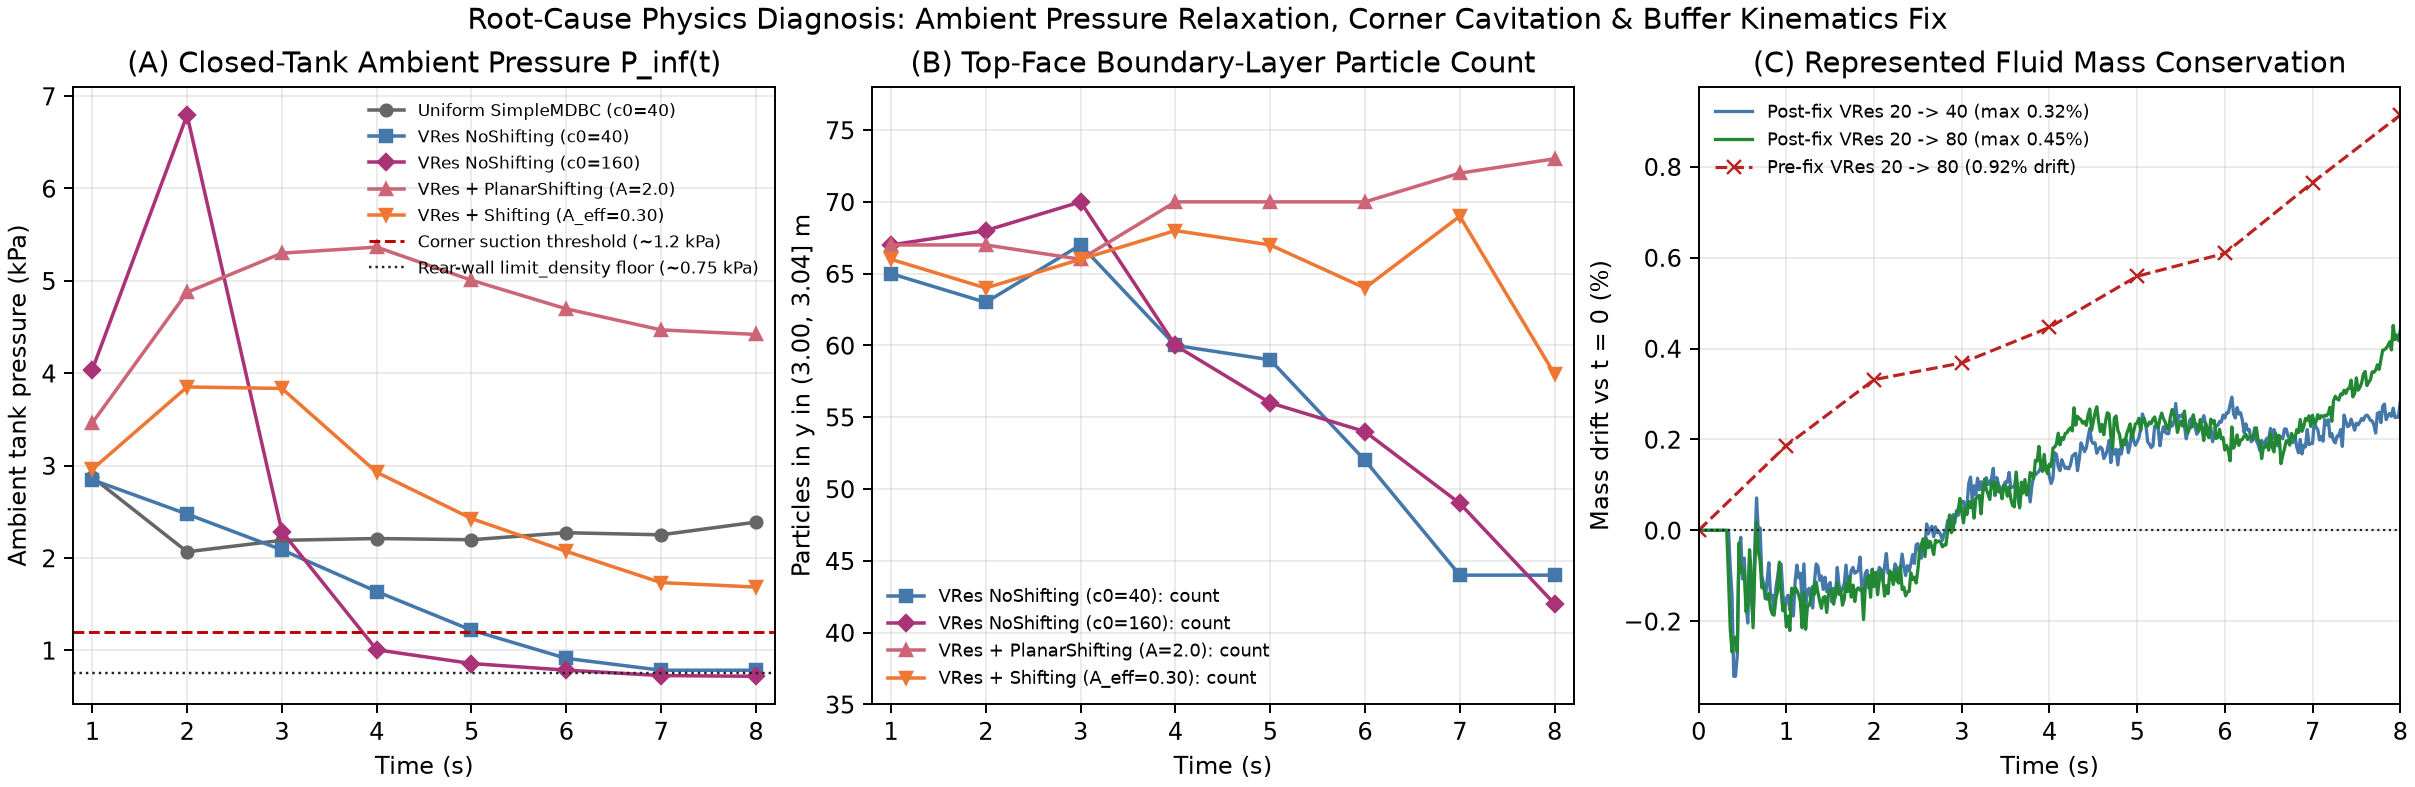 Root-Cause Physics Diagnosis: Ambient Pressure Relaxation, Corner Cavitation & Buffer Kinematics Fix
(A) Closed-Tank Ambient Pressure P_inf(t)
Ambient tank pressure (kPa)
7
6
5
4
3
2
1
Uniform SimpleMDBC (c0=40)
VRes NoShifting (c0=40)
VRes NoShifting (c0=160)
VRes + PlanarShifting (A=2.0)
VRes + Shifting (A_eff=0.30)
Corner suction threshold (~1.2 kPa)
Rear-wall limit_density floor (~0.75 kPa)
1 2 3 4 5 6 7 8
Time (s)
(B) Top-Face Boundary-Layer Particle Count
Particles in y in (3.00, 3.04] m
75
70
65
60
55
50
45
40
35
VRes NoShifting (c0=40): count
VRes NoShifting (c0=160): count
VRes + PlanarShifting (A=2.0): count
VRes + Shifting (A_eff=0.30): count
1 2 3 4 5 6 7 8
Time (s)
(C) Represented Fluid Mass Conservation
Mass drift vs t = 0 (%)
0.8
0.6
0.4
0.2
0.0
−0.2
Post-fix VRes 20 -> 40 (max 0.32%)
Post-fix VRes 20 -> 80 (max 0.45%)
Pre-fix VRes 20 -> 80 (0.92% drift)
0 1 2 3 4 5 6 7 8
Time (s)